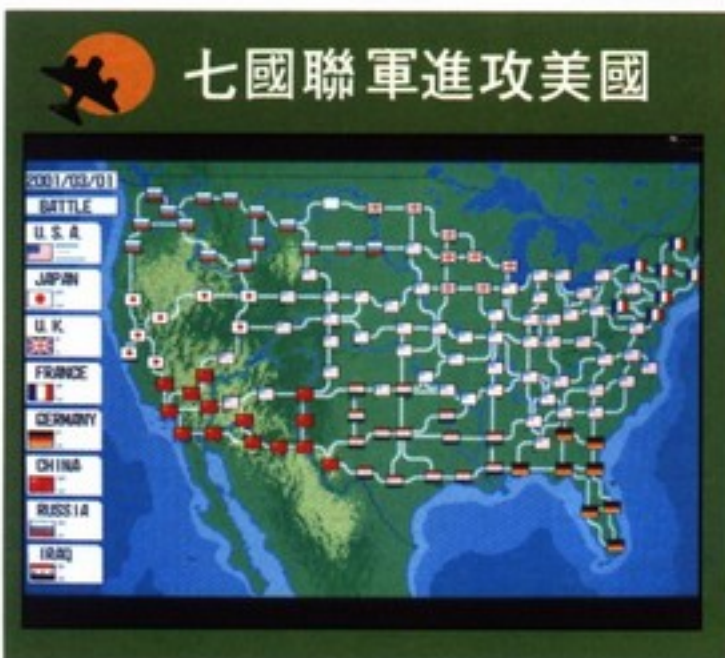 七國聯軍進攻美國
2001/03/01
BATTLE
U. S. A.
JAPAN
U. K.
FRANCE
GERMANY
CHINA
RUSSIA
IRAQ